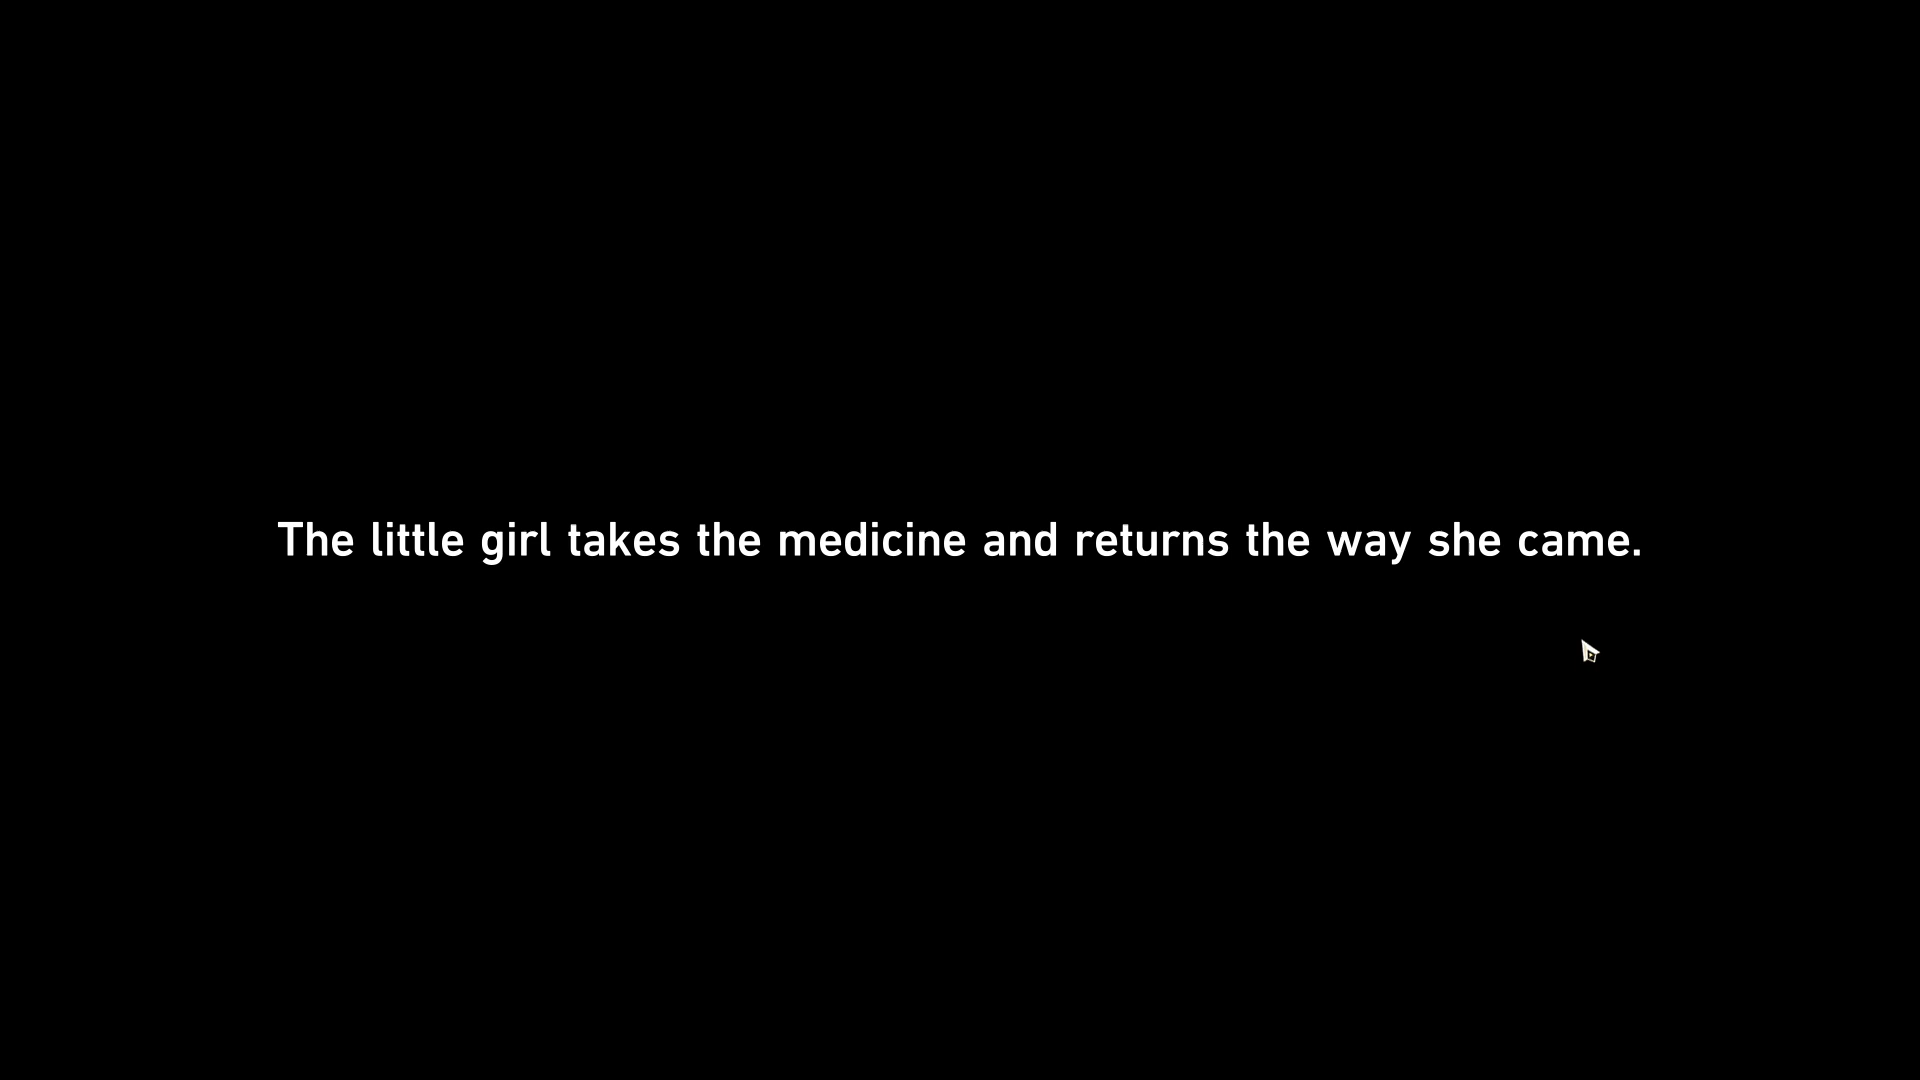 The little girl takes the medicine and returns the way she came.